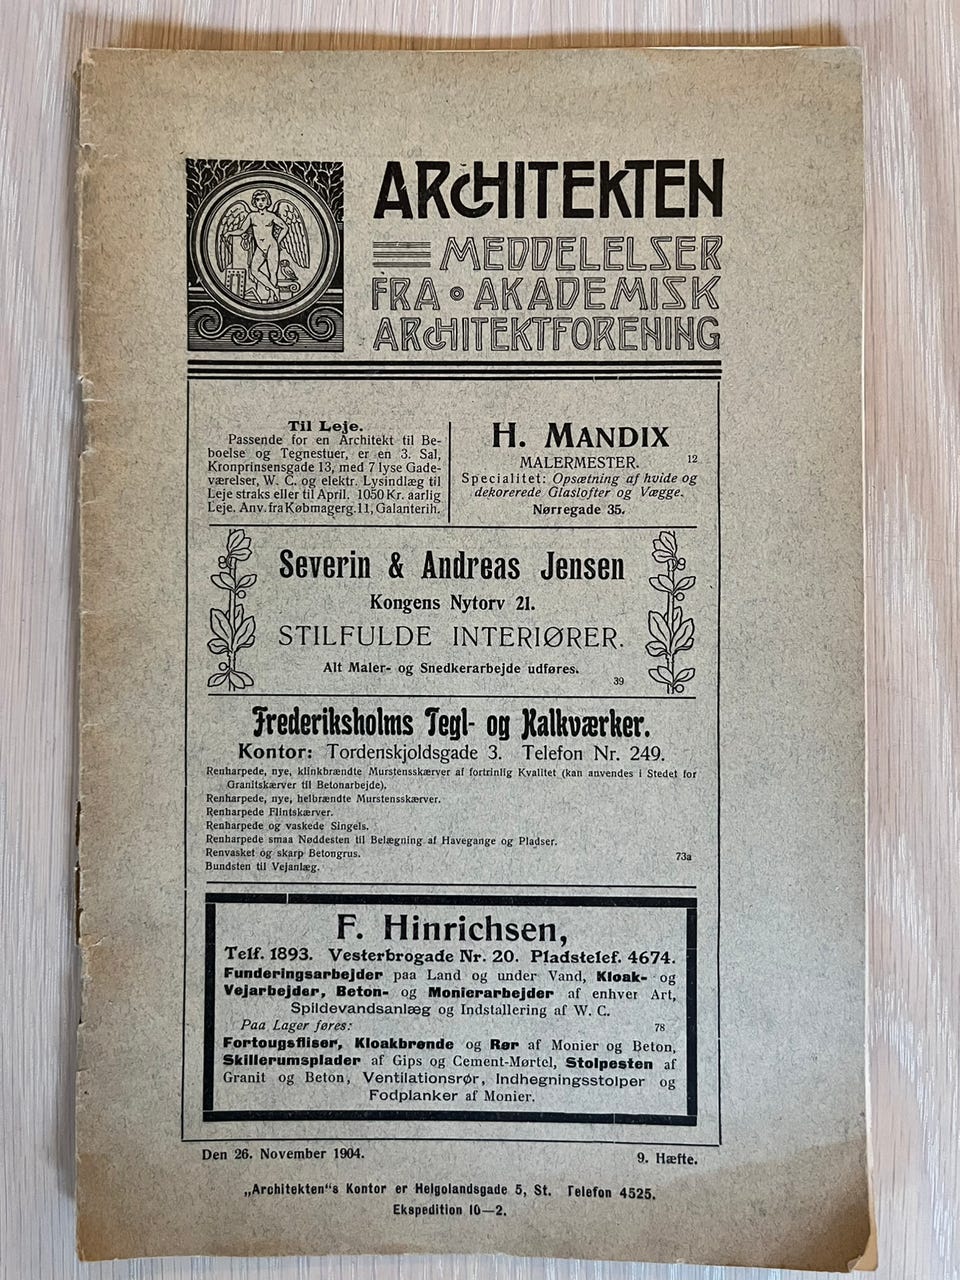 ARCHITEKTEN
MEDDELELSER
FRA • AKADEMISK
ARCHITEKTFORENING
Til Leje.
Passende for en Architekt til Be-
boelse og Tegnestuer, er en 3. Sal,
Kronprinsensgade 13, med 7 lyse Gade-
værelser, W. C. og elektr. Lysindlæg til
Leje straks eller til April. 1050 Kr. aarlig
Leje. Anv. fra Købmagerg. 11, Galanterih.
H. MANDIX
MALERMESTER. 12
Specialitet: Opsætning af hvide og
dekorerede Glaslofter og Vægge.
Nørregade 35.
Severin & Andreas Jensen
Kongens Nytorv 21.
STILFULDE INTERIØRER.
Alt Maler- og Snedkerarbejde udføres.
39
Frederiksholms Tegl- og Kalkværker.
Kontor: Tordenskjoldsgade 3. Telefon Nr. 249.
Renharpede, nye, klinkbrændte Murstensskærver af fortrinlig Kvalitet (kan anvendes i Stedet for
Granitskærver til Betonarbejde).
Renharpede, nye, helbrændte Murstensskærver.
Renharpede Flintskærver.
Renharpede og vaskede Singels.
Renharpede smaa Nøddesten til Belægning af Havegange og Pladser.
Renvasket og skarp Betongrus. 73a
Bundsten til Vejanlæg.
F. Hinrichsen,
Telf. 1893. Vesterbrogade Nr. 20. Pladstelef. 4674.
Funderingsarbejder paa Land og under Vand, Kloak- og
Vejarbejder, Beton- og Monierarbejder af enhver Art,
Spildevandsanlæg og Indstallering af W. C.
Paa Lager føres: 78
Fortougsfliser, Kloakbrønde og Rør af Monier og Beton,
Skillerumsplader af Gips og Cement-Mørtel, Stolpesten af
Granit og Beton, Ventilationsrør, Indhegningsstolper og
Fodplanker af Monier.
Den 26. November 1904. 9. Hæfte.
„Architekten“s Kontor er Helgolandsgade 5, St. Telefon 4525.
Ekspedition 10—2.